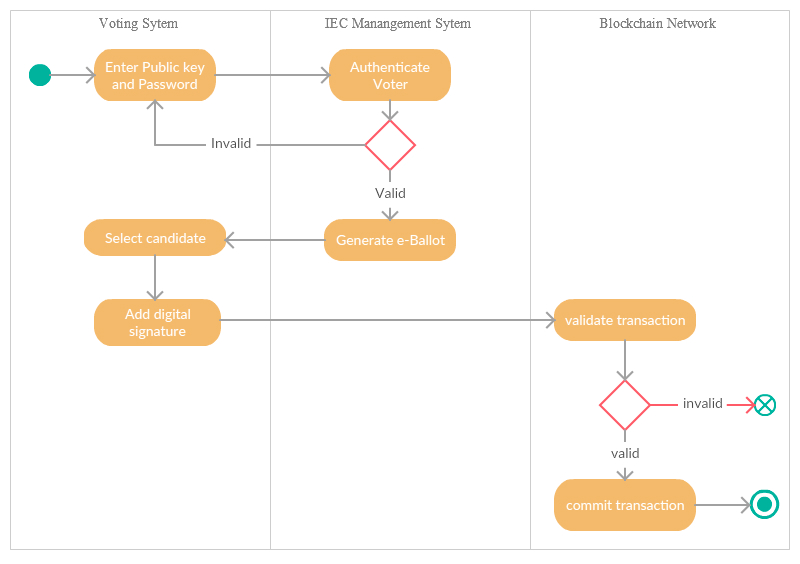 Voting Sytem
IEC Manangement Sytem
Blockchain Network
Enter Public key
and Password
Authenticate
Voter
Invalid
Valid
Select candidate
Generate e-Ballot
Add digital
signature
validate transaction
invalid
valid
commit transaction